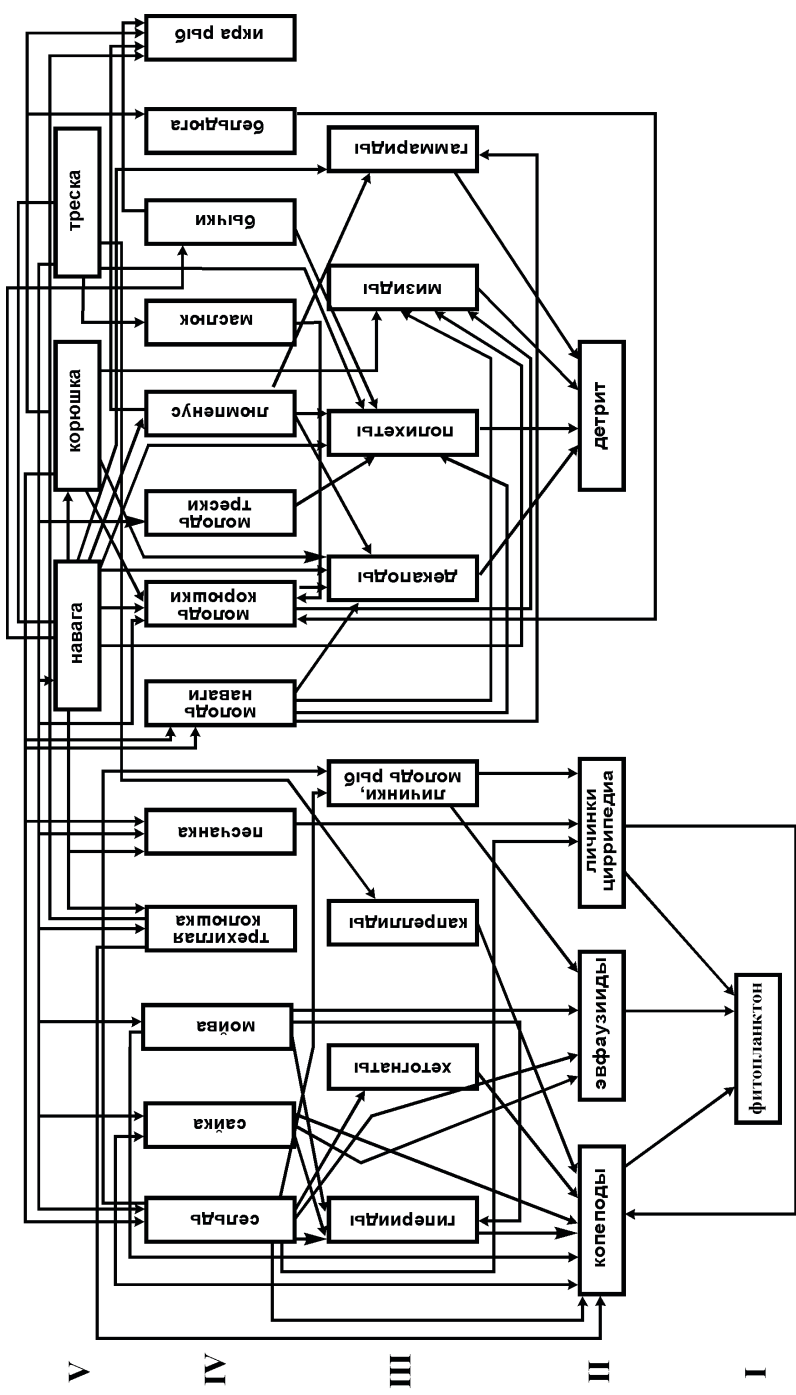 V
навага
корюшка
треска
IV
сельдь
сайка
мойва
трехиглая
колюшка
песчанка
молодь
наваги
молодь
корюшки
молодь
трески
люмпенус
маслюк
бычки
бельдюга
икра рыб
III
гиперииды
хетогнаты
капреллиды
личинки,
молодь рыб
декаподы
полихеты
мизиды
гаммариды
II
копеподы
эвфаузииды
личинки
циррипедиа
детрит
I
фитопланктон